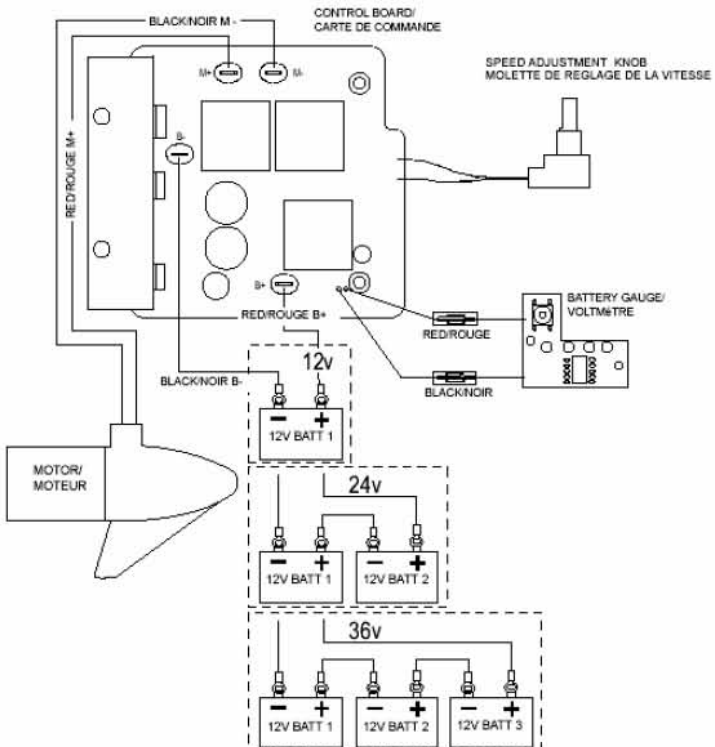 BLACK/NOIR M -
CONTROL BOARD/
CARTE DE COMMANDE
SPEED ADJUSTMENT KNOB
MOLETTE DE REGLAGE DE LA VITESSE
M+
M-
RED/ROUGE M+
B-
B+
RED/ROUGE B+
BATTERY GAUGE/
VOLTMèTRE
RED/ROUGE
BLACK/NOIR B-
12v
BLACK/NOIR
- +
12V BATT 1
MOTOR/
MOTEUR
24v
- + - +
12V BATT 1 12V BATT 2
36v
- + - + - +
12V BATT 1 12V BATT 2 12V BATT 3